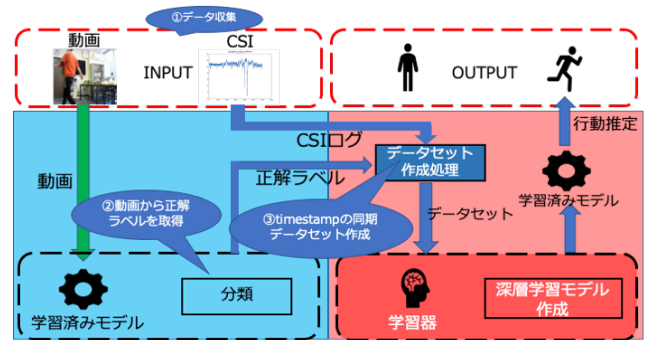 ①データ収集
動画
CSI
INPUT
OUTPUT
CSIログ
データセット
作成処理
行動推定
動画
正解ラベル
学習済みモデル
②動画から正解
ラベルを取得
③timestampの同期
データセット作成
データセット
分類
深層学習モデル
作成
学習済みモデル
学習器